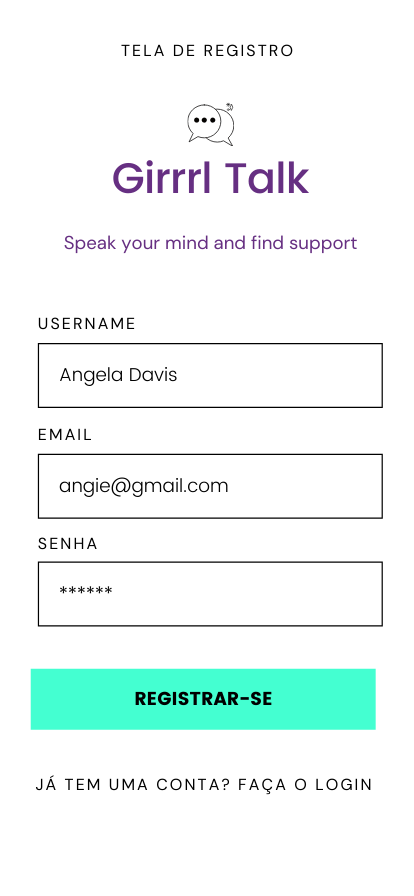 TELA DE REGISTRO
Girrrl Talk
Speak your mind and find support
USERNAME
Angela Davis
EMAIL
angie@gmail.com
SENHA
******
REGISTRAR-SE
JÁ TEM UMA CONTA? FAÇA O LOGIN